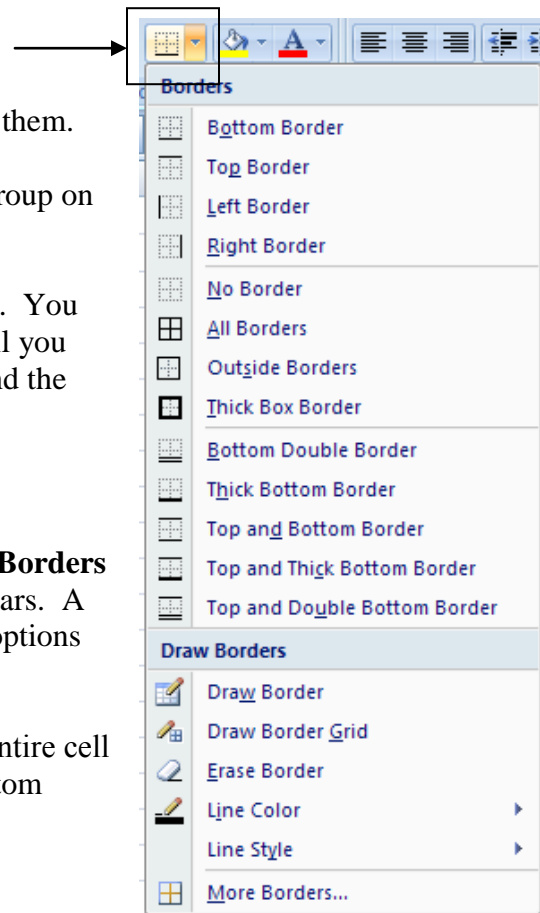 them.
roup on
. You
l you
nd the
Borders
ars. A
ptions
ntire cell
tom
A
Borders
Bottom Border
Top Border
Left Border
Right Border
No Border
All Borders
Outside Borders
Thick Box Border
Bottom Double Border
Thick Bottom Border
Top and Bottom Border
Top and Thick Bottom Border
Top and Double Bottom Border
Draw Borders
Draw Border
Draw Border Grid
Erase Border
Line Color
Line Style
More Borders...